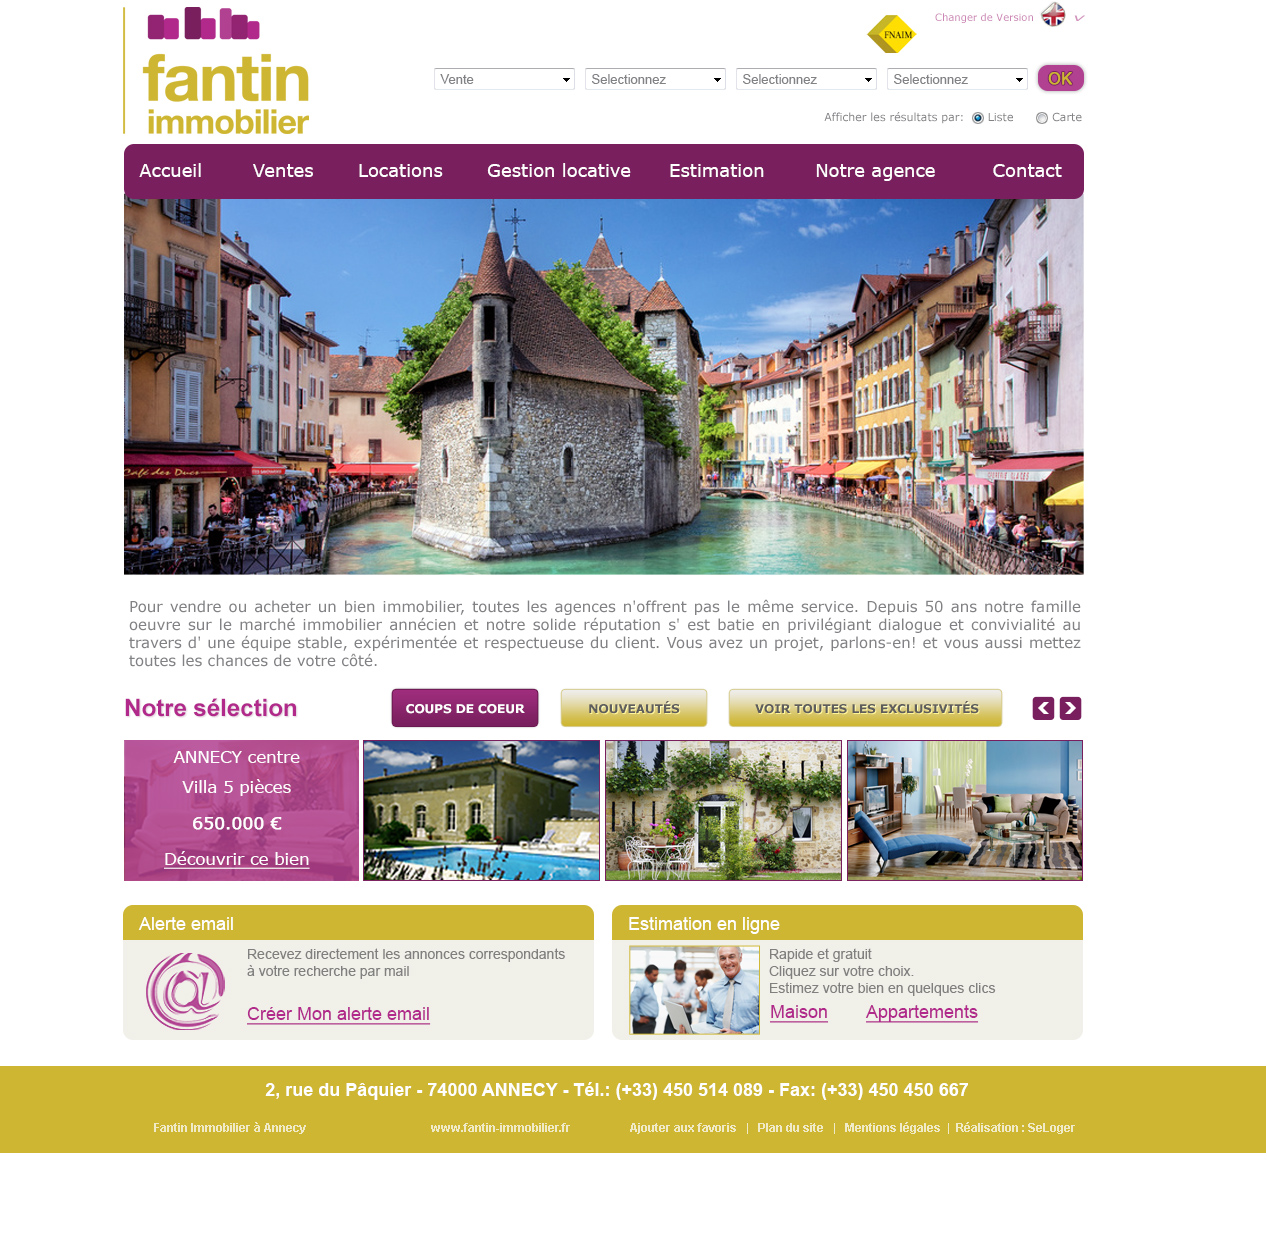 Changer de Version
FNAIM
fantin
immobilier
Vente
Selectionnez
Selectionnez
Selectionnez
OK
Afficher les résultats par:
Liste
Carte
Accueil
Ventes
Locations
Gestion locative
Estimation
Notre agence
Contact
Café des Ducs
Pour vendre ou acheter un bien immobilier, toutes les agences n'offrent pas le même service. Depuis 50 ans notre famille
oeuvre sur le marché immobilier annécien et notre solide réputation s' est batie en privilégiant dialogue et convivialité au
travers d' une équipe stable, expérimentée et respectueuse du client. Vous avez un projet, parlons-en! et vous aussi mettez
toutes les chances de votre côté.
Notre sélection
COUPS DE COEUR
NOUVEAUTÉS
VOIR TOUTES LES EXCLUSIVITÉS
ANNECY centre
Villa 5 pièces
650.000 €
Découvrir ce bien
Alerte email
Recevez directement les annonces correspondants
à votre recherche par mail
Créer Mon alerte email
Estimation en ligne
Rapide et gratuit
Cliquez sur votre choix.
Estimez votre bien en quelques clics
Maison
Appartements
2, rue du Pâquier - 74000 ANNECY - Tél.: (+33) 450 514 089 - Fax: (+33) 450 450 667
Fantin Immobilier à Annecy
www.fantin-immobilier.fr
Ajouter aux favoris | Plan du site | Mentions légales | Réalisation : SeLoger